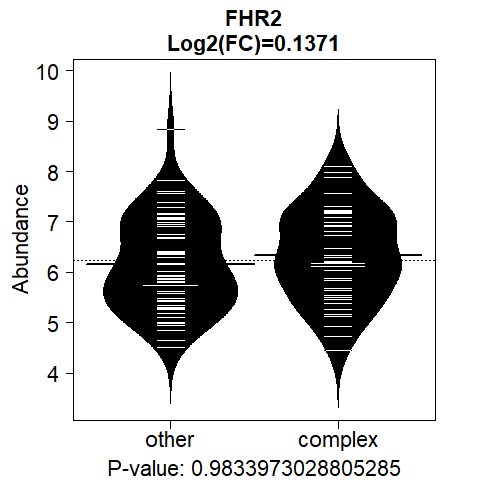 FHR2
Log2(FC)=0.1371
Abundance
10
9
8
7
6
5
4
other complex
P-value: 0.9833973028805285